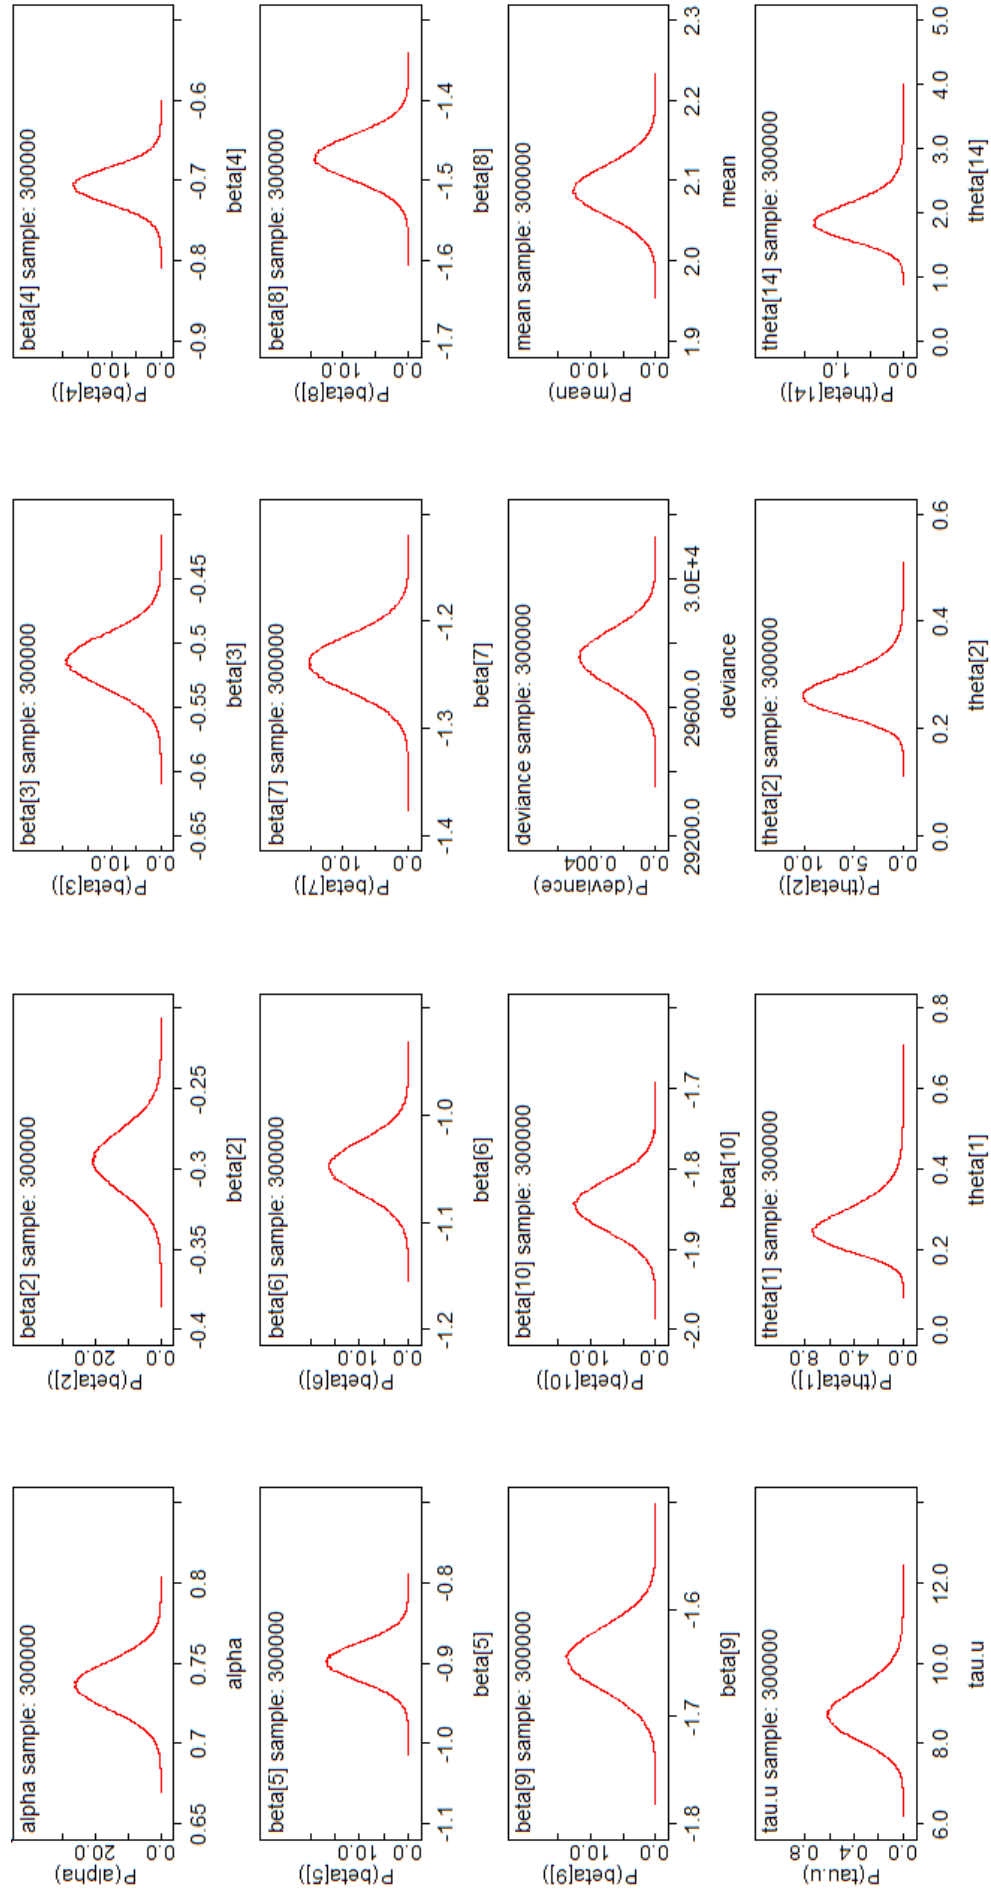 alpha sample: 300000
P(alpha)
20.0
0.0
0.65 0.7 0.75 0.8
alpha
beta[2] sample: 300000
P(beta[2])
20.0
0.0
-0.4 -0.35 -0.3 -0.25
beta[2]
beta[3] sample: 300000
P(beta[3])
10.0
0.0
-0.65 -0.6 -0.55 -0.5 -0.45
beta[3]
beta[4] sample: 300000
P(beta[4])
10.0
0.0
-0.9 -0.8 -0.7 -0.6
beta[4]
beta[5] sample: 300000
P(beta[5])
10.0
0.0
-1.1 -1.0 -0.9 -0.8
beta[5]
beta[6] sample: 300000
P(beta[6])
10.0
0.0
-1.2 -1.1 -1.0
beta[6]
beta[7] sample: 300000
P(beta[7])
10.0
0.0
-1.4 -1.3 -1.2
beta[7]
beta[8] sample: 300000
P(beta[8])
10.0
0.0
-1.7 -1.6 -1.5 -1.4
beta[8]
beta[9] sample: 300000
P(beta[9])
10.0
0.0
-1.8 -1.7 -1.6
beta[9]
beta[10] sample: 300000
P(beta[10])
10.0
0.0
-2.0 -1.9 -1.8 -1.7
beta[10]
deviance sample: 300000
P(deviance)
0.004
0.0
29200.0 29600.0 3.0E+4
deviance
mean sample: 300000
P(mean)
10.0
0.0
1.9 2.0 2.1 2.2 2.3
mean
tau.u sample: 300000
P(tau.u)
0.8
0.4
0.0
6.0 8.0 10.0 12.0
tau.u
theta[1] sample: 300000
P(theta[1])
8.0
4.0
0.0
0.0 0.2 0.4 0.6 0.8
theta[1]
theta[2] sample: 300000
P(theta[2])
10.0
5.0
0.0
0.0 0.2 0.4 0.6
theta[2]
theta[14] sample: 300000
P(theta[14])
1.0
0.0
0.0 1.0 2.0 3.0 4.0 5.0
theta[14]